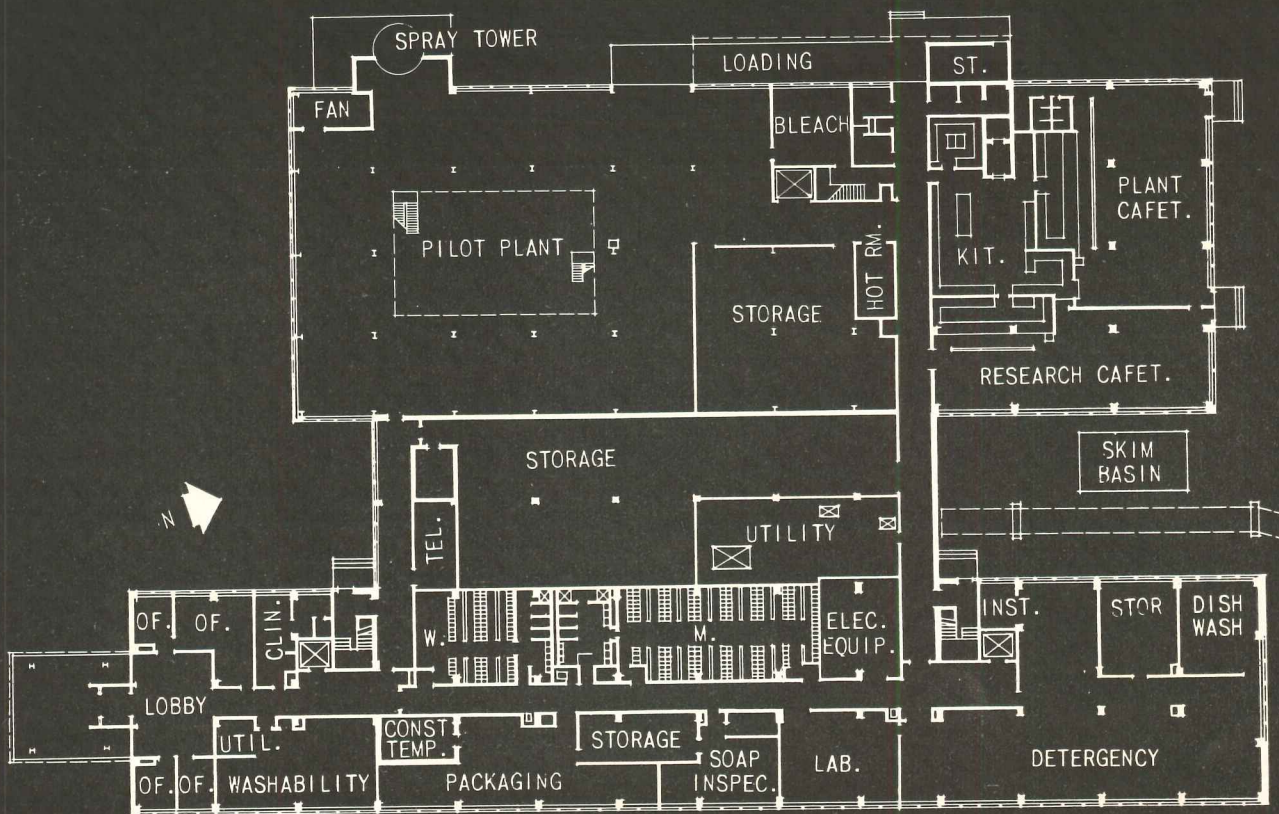 SPRAY TOWER
LOADING
ST.
FAN
BLEACH
PLANT
CAFET.
PILOT PLANT
HOT RM.
KIT.
STORAGE
RESEARCH CAFET.
STORAGE
SKIM
BASIN
N
TEL.
UTILITY
OF.
OF.
CLIN.
W.
M.
ELEC.
EQUIP.
INST.
STOR
DISH
WASH
LOBBY
UTIL.
CONST
TEMP.
STORAGE
SOAP
INSPEC.
LAB.
DETERGENCY
OF.
OF.
WASHABILITY
PACKAGING